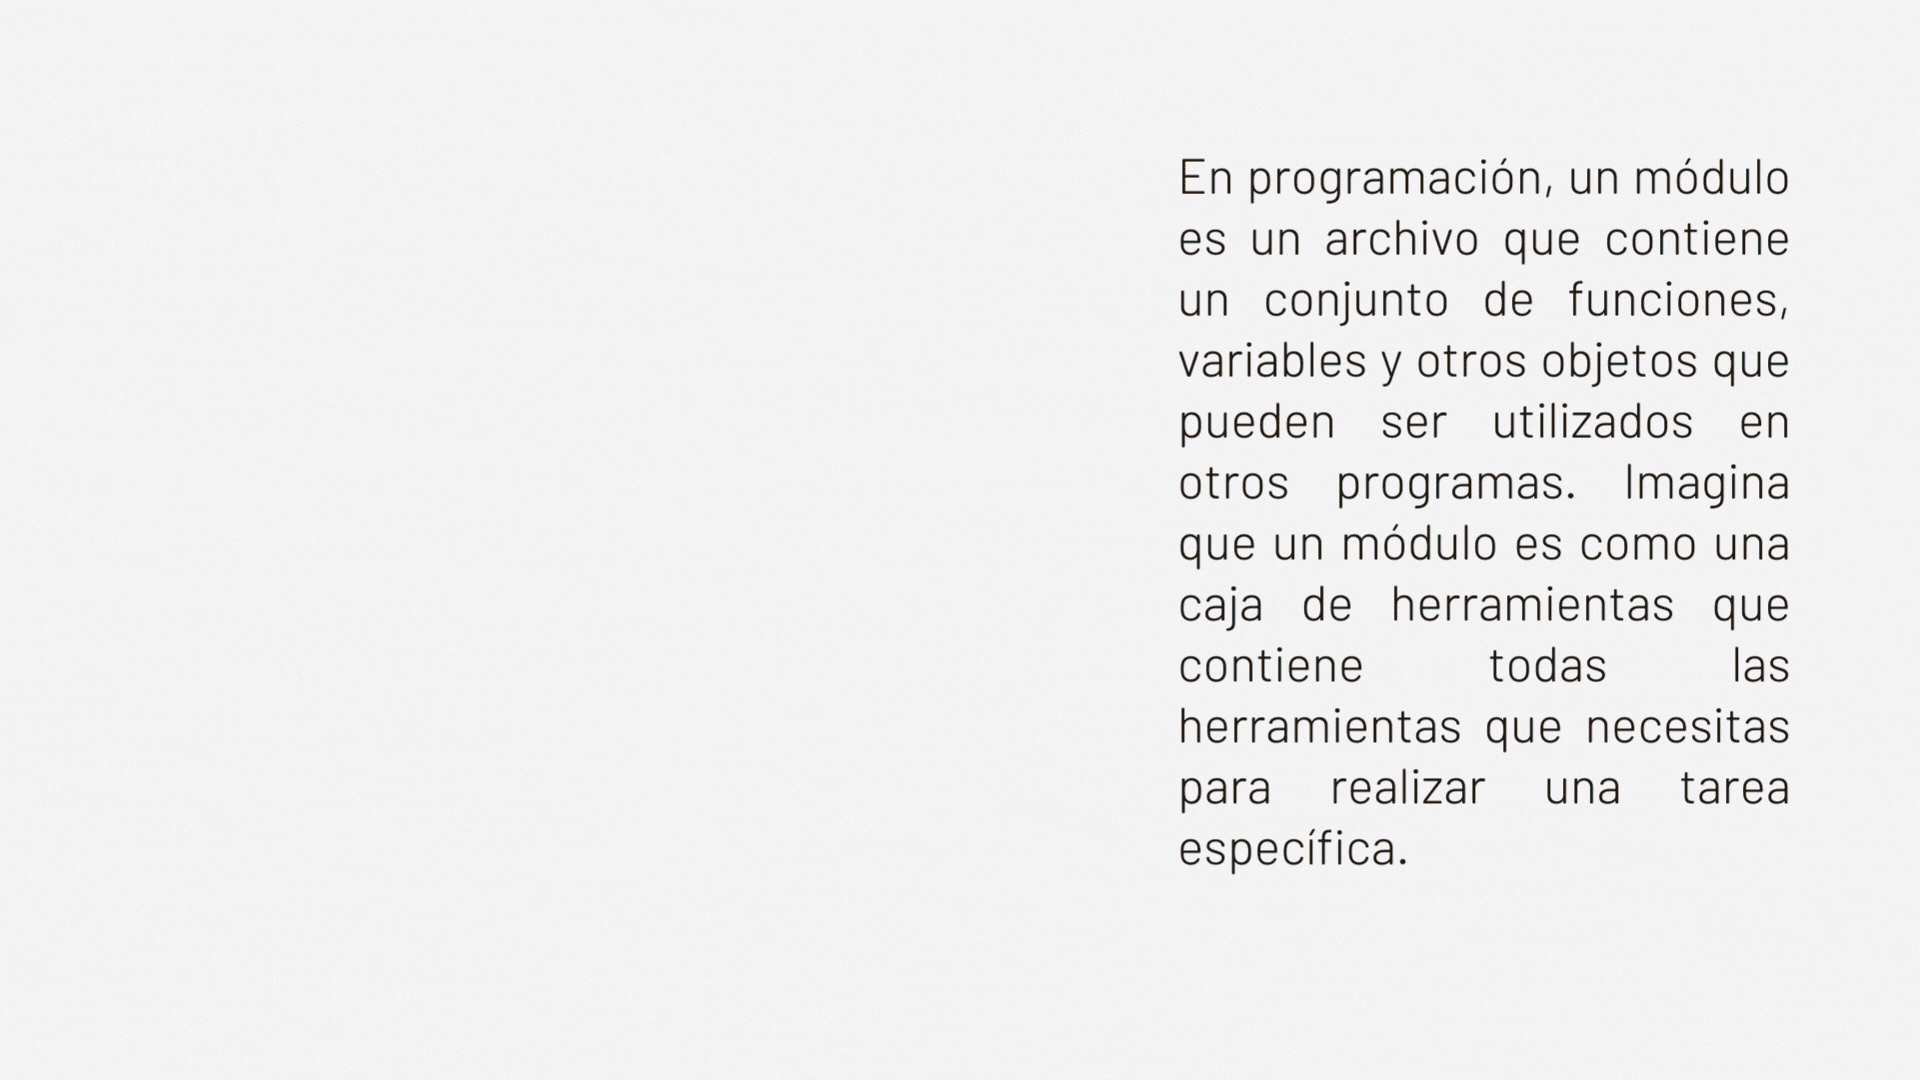 En programación, un módulo
es un archivo que contiene
un conjunto de funciones,
variables y otros objetos que
pueden ser utilizados en
otros programas. Imagina
que un módulo es como una
caja de herramientas que
contiene todas las
herramientas que necesitas
para realizar una tarea
específica.